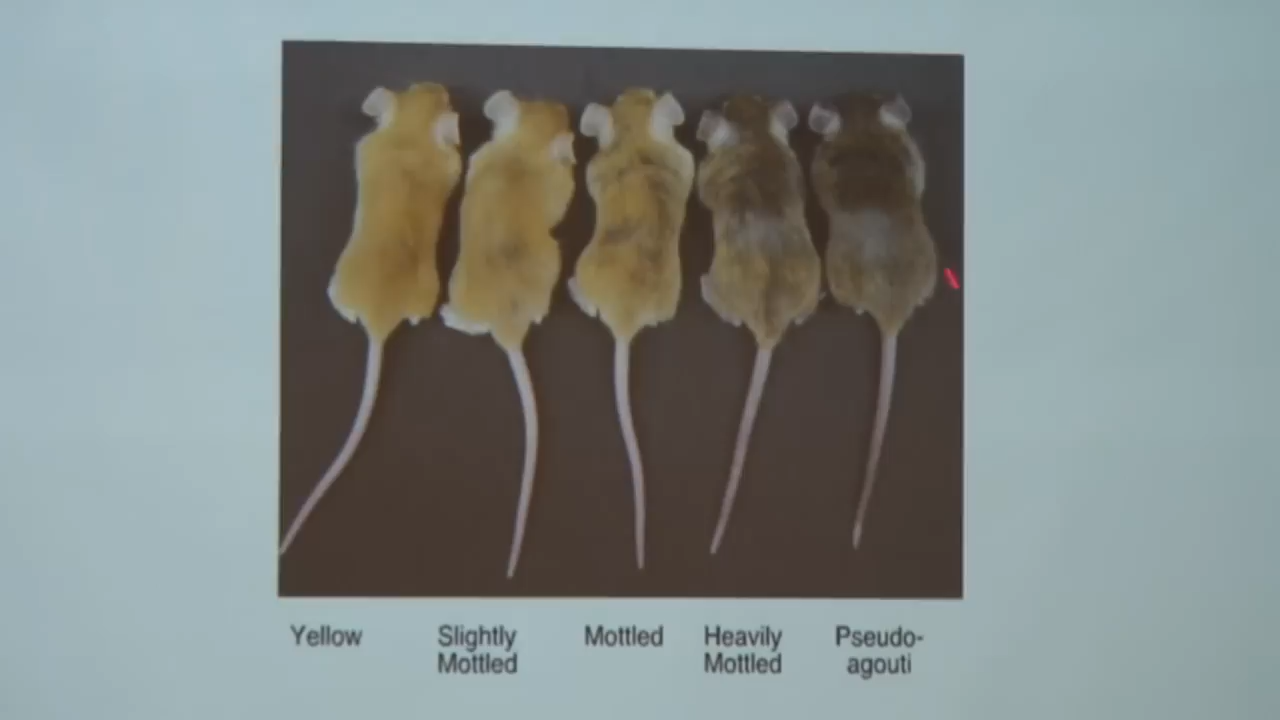 Yellow
Slightly
Mottled
Mottled
Heavily
Mottled
Pseudo-
agouti